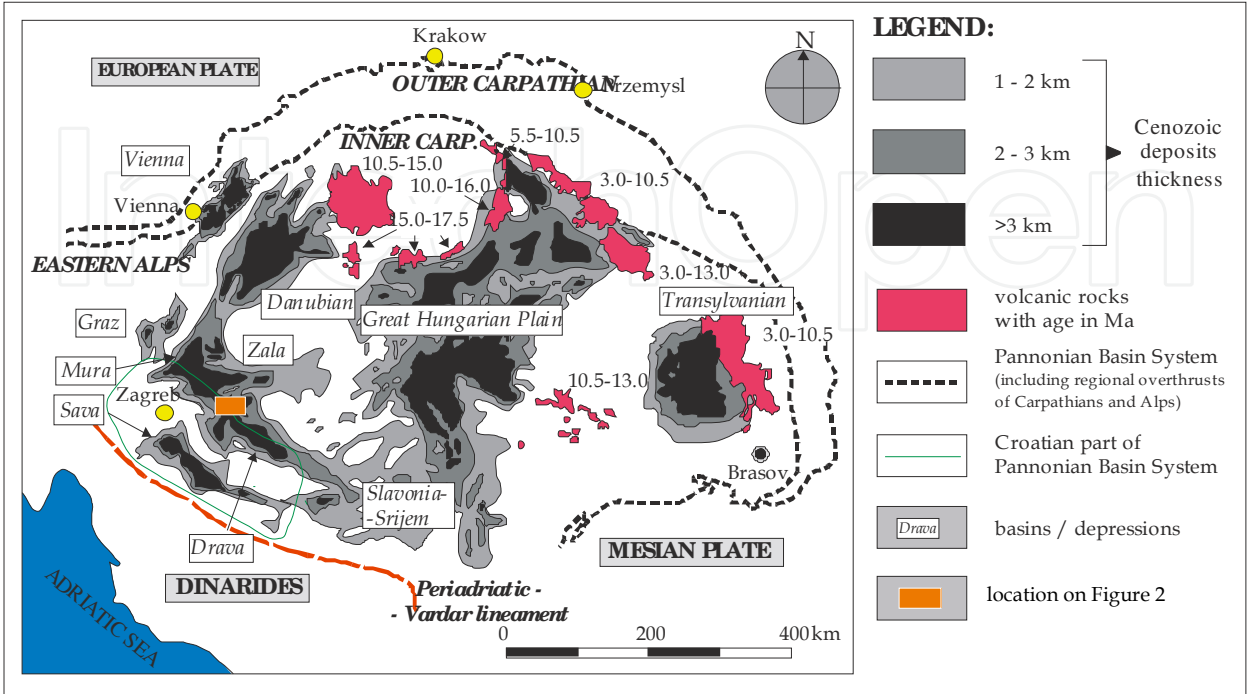 Krakow
N
EUROPEAN PLATE
OUTER CARPATHIAN
Przemysl
INNER CARP.
5.5-10.5
Vienna
10.5-15.0
10.0-16.0
3.0-10.5
Vienna
15.0-17.5
EASTERN ALPS
3.0-13.0
Danubian
Transylvanian
Graz
Great Hungarian Plain
3.0-10.5
Zala
Mura
Zagreb
10.5-13.0
Sava
Brasov
Slavonia-
-Srijem
Drava
MESIAN PLATE
DINARIDES
Periadriatic -
- Vardar lineament
ADRIATIC SEA
0 200 400 km
LEGEND:
1 - 2 km
2 - 3 km
>3 km
Cenozoic
deposits
thickness
volcanic rocks
with age in Ma
Pannonian Basin System
(including regional overthrusts
of Carpathians and Alps)
Croatian part of
Pannonian Basin System
Drava
basins / depressions
location on Figure 2
InTechOpen